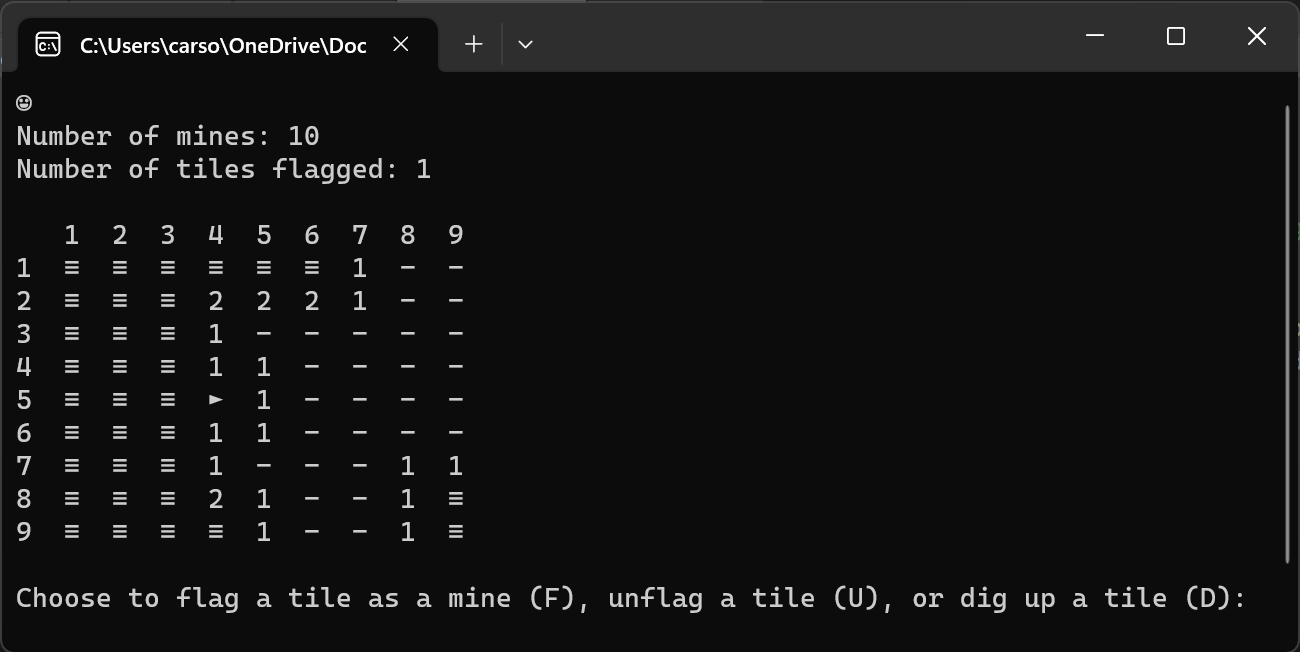 C:\Users\carso\OneDrive\Doc
☻
Number of mines: 10
Number of tiles flagged: 1
1 2 3 4 5 6 7 8 9
1 ≡ ≡ ≡ ≡ ≡ ≡ 1 - -
2 ≡ ≡ ≡ 2 2 2 1 - -
3 ≡ ≡ ≡ 1 - - - - -
4 ≡ ≡ ≡ 1 1 - - - -
5 ≡ ≡ ≡ ► 1 - - - -
6 ≡ ≡ ≡ 1 1 - - - -
7 ≡ ≡ ≡ 1 - - - 1 1
8 ≡ ≡ ≡ 2 1 - - 1 ≡
9 ≡ ≡ ≡ ≡ 1 - - 1 ≡
Choose to flag a tile as a mine (F), unflag a tile (U), or dig up a tile (D):